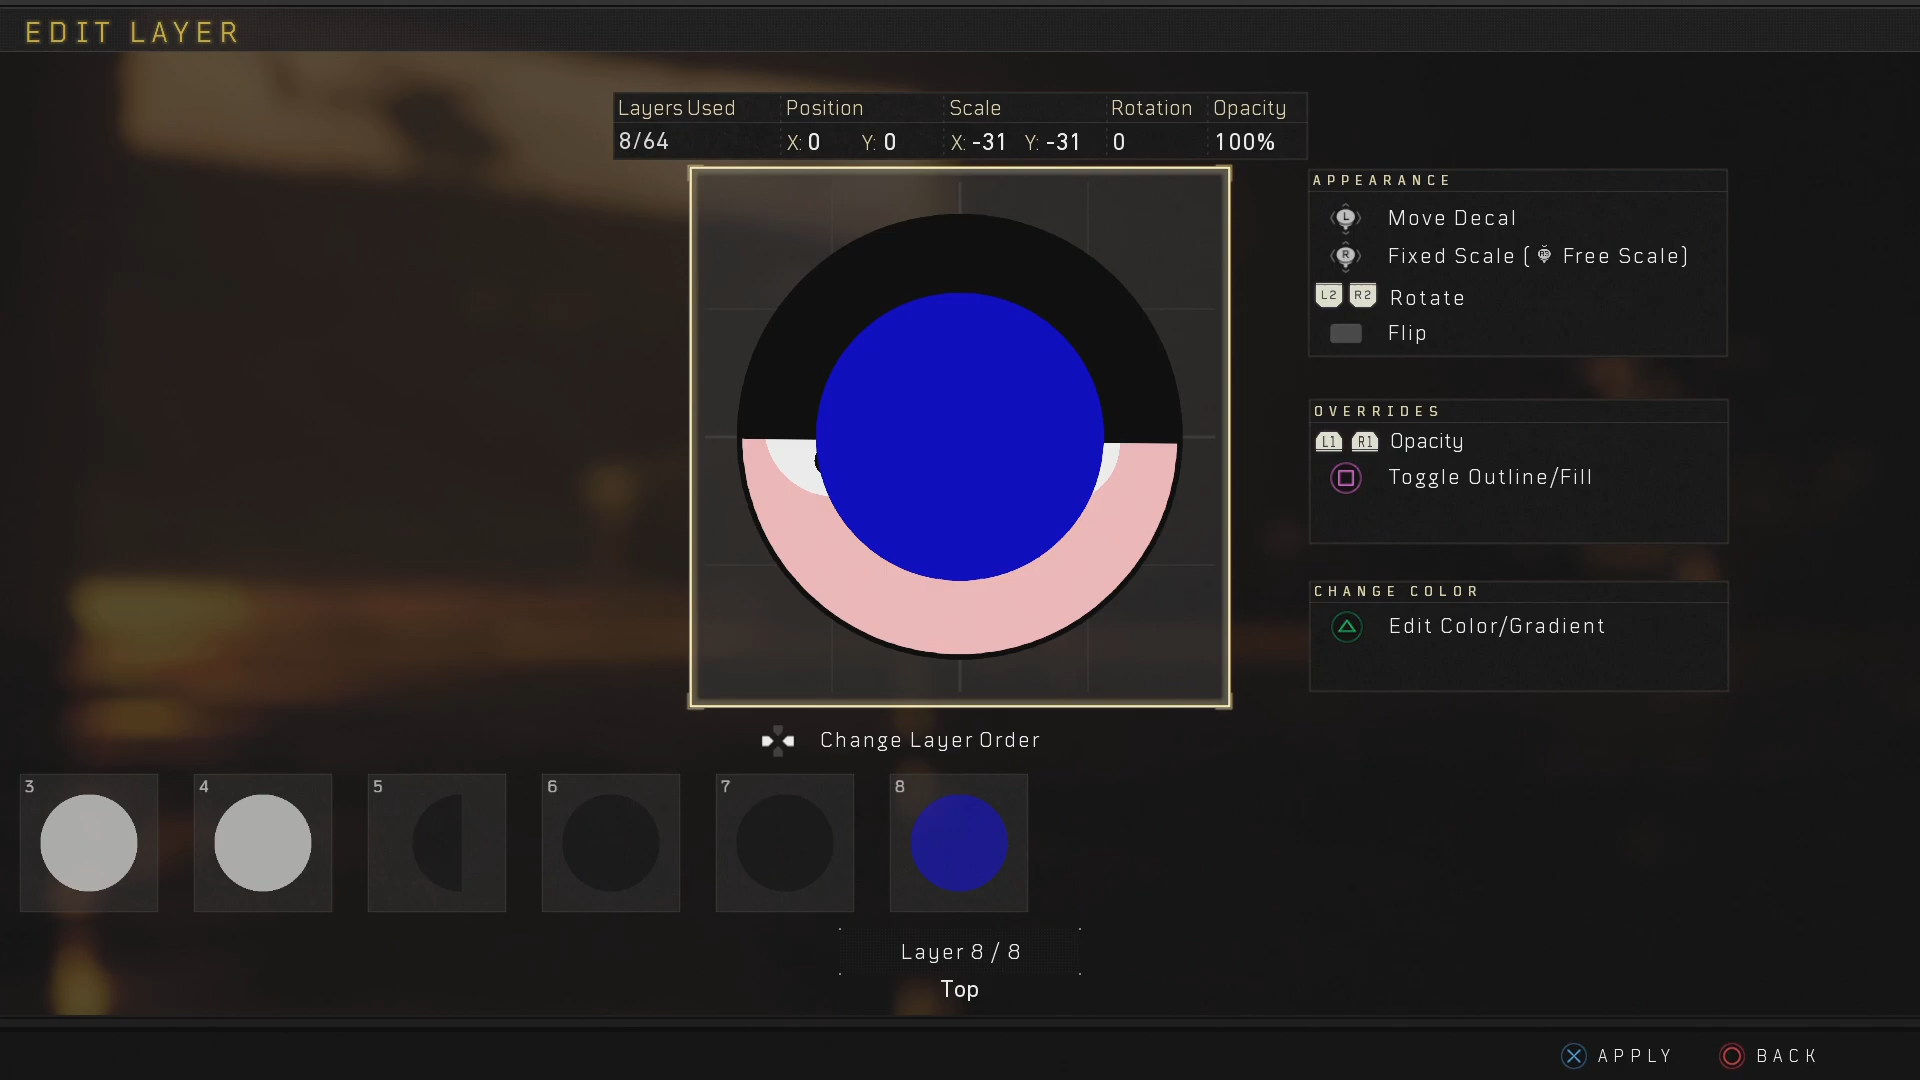 EDIT LAYER
Layers Used Position Scale Rotation Opacity
8/64 X: 0 Y: 0 X: -31 Y: -31 0 100%
APPEARANCE
L Move Decal
R Fixed Scale ( Free Scale)
L2 R2 Rotate
Flip
OVERRIDES
L1 R1 Opacity
Toggle Outline/Fill
CHANGE COLOR
Edit Color/Gradient
Change Layer Order
3 4 5 6 7 8
Layer 8 / 8
Top
APPLY BACK